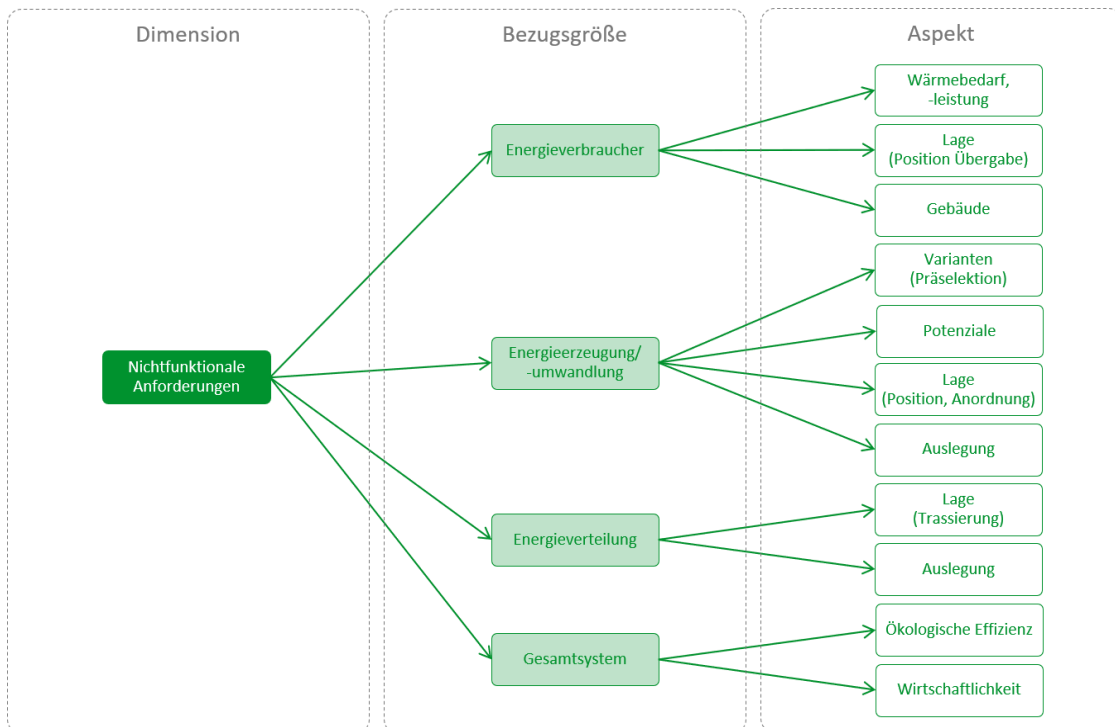 Dimension
Bezugsgröße
Aspekt
Nichtfunktionale
Anforderungen
Energieverbraucher
Energieerzeugung/
-umwandlung
Energieverteilung
Gesamtsystem
Wärmebedarf,
-leistung
Lage
(Position Übergabe)
Gebäude
Varianten
(Präselektion)
Potenziale
Lage
(Position, Anordnung)
Auslegung
Lage
(Trassierung)
Auslegung
Ökologische Effizienz
Wirtschaftlichkeit